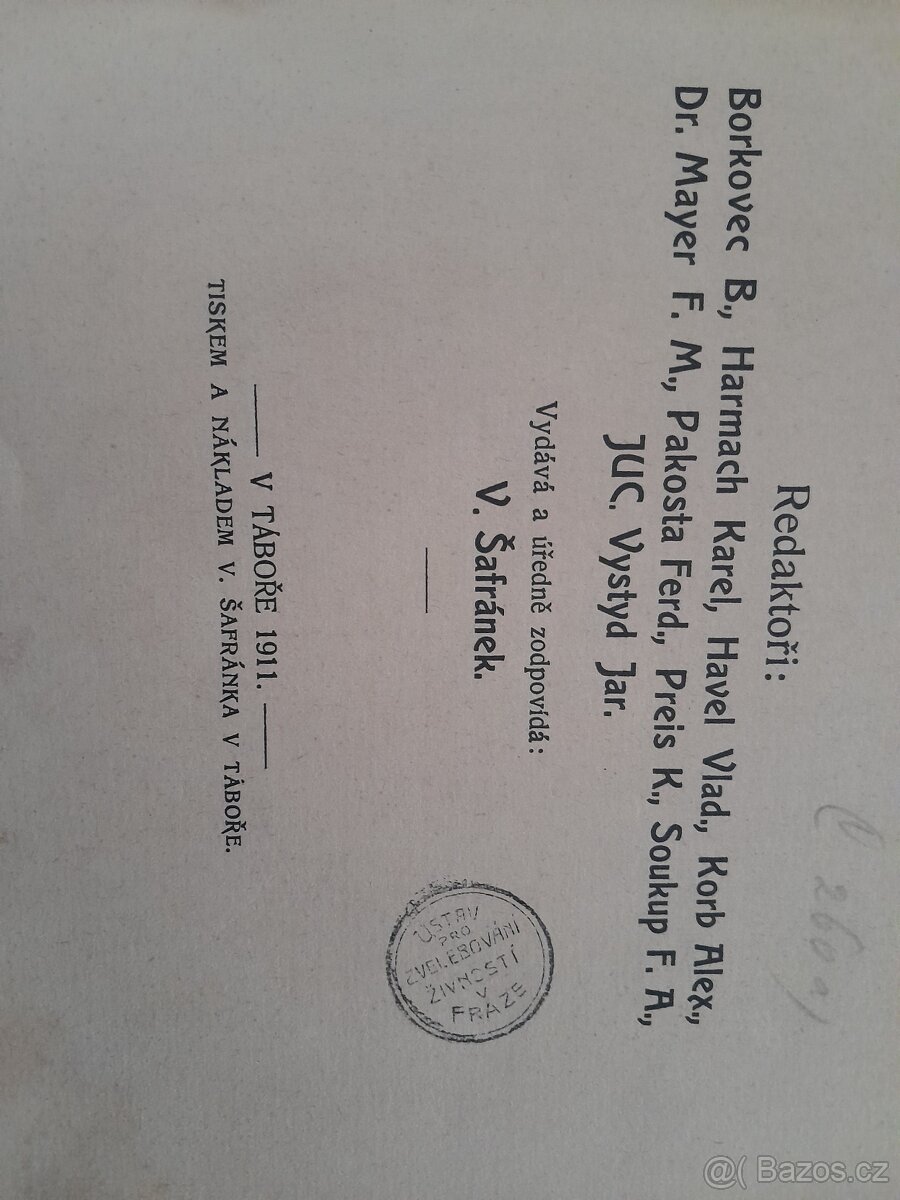 Redaktoři:
Borkovec B., Harmach Karel, Havel Vlad., Korb Alex.,
Dr. Mayer F. M., Pakosta Ferd., Preis K., Soukup F. A.,
JUC. Vystyd Jar.
Vydává a úředně zodpovídá:
V. Šafránek.
V TÁBOŘE 1911.
TISKEM A NÁKLADEM V. ŠAFRÁNKA V TÁBOŘE.
ÚSTAV
PRO
ZVELEBOVÁNÍ
ŽIVNOSTÍ
V
PRAZE
@( Bazos.cz